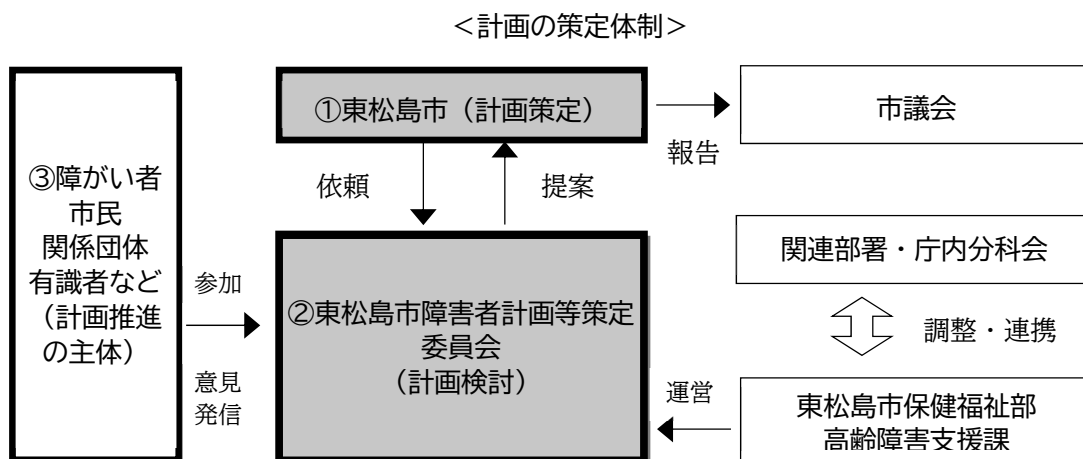 ＜計画の策定体制＞
①東松島市（計画策定）
市議会
報告
依頼
提案
③障がい者
市民
関係団体
有識者など
（計画推進
の主体）
参加
意見
発信
②東松島市障害者計画等策定
委員会
（計画検討）
関連部署・庁内分科会
調整・連携
運営
東松島市保健福祉部
高齢障害支援課